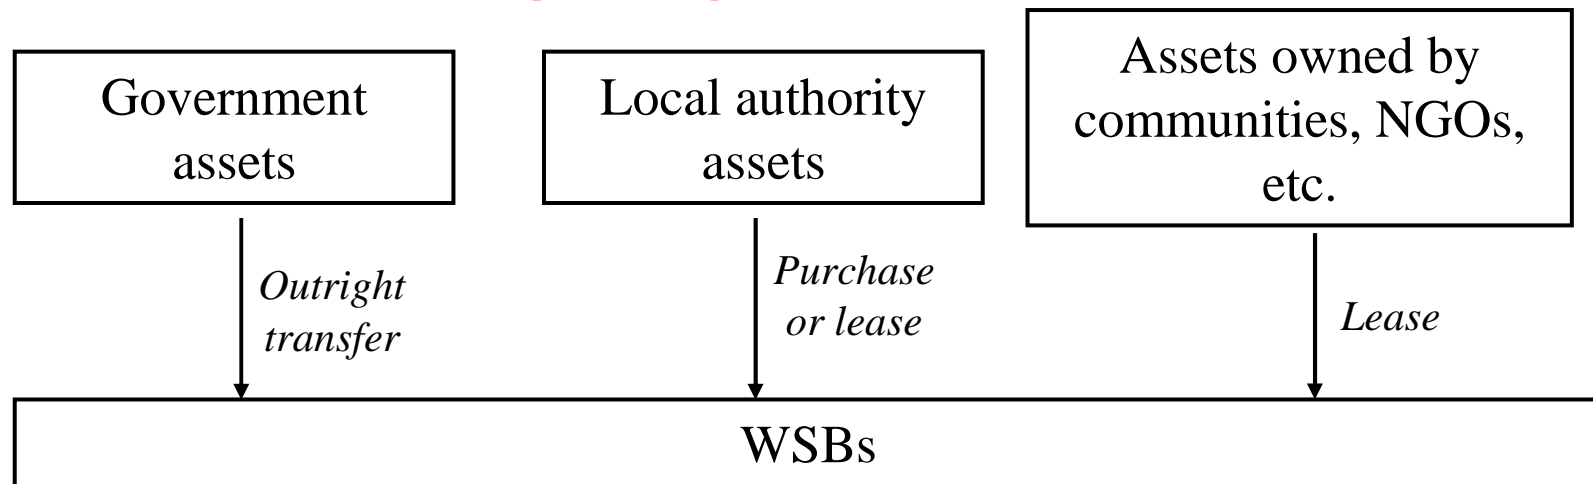 Government
assets
Local authority
assets
Assets owned by
communities, NGOs,
etc.
Outright
transfer
Purchase
or lease
Lease
WSBs